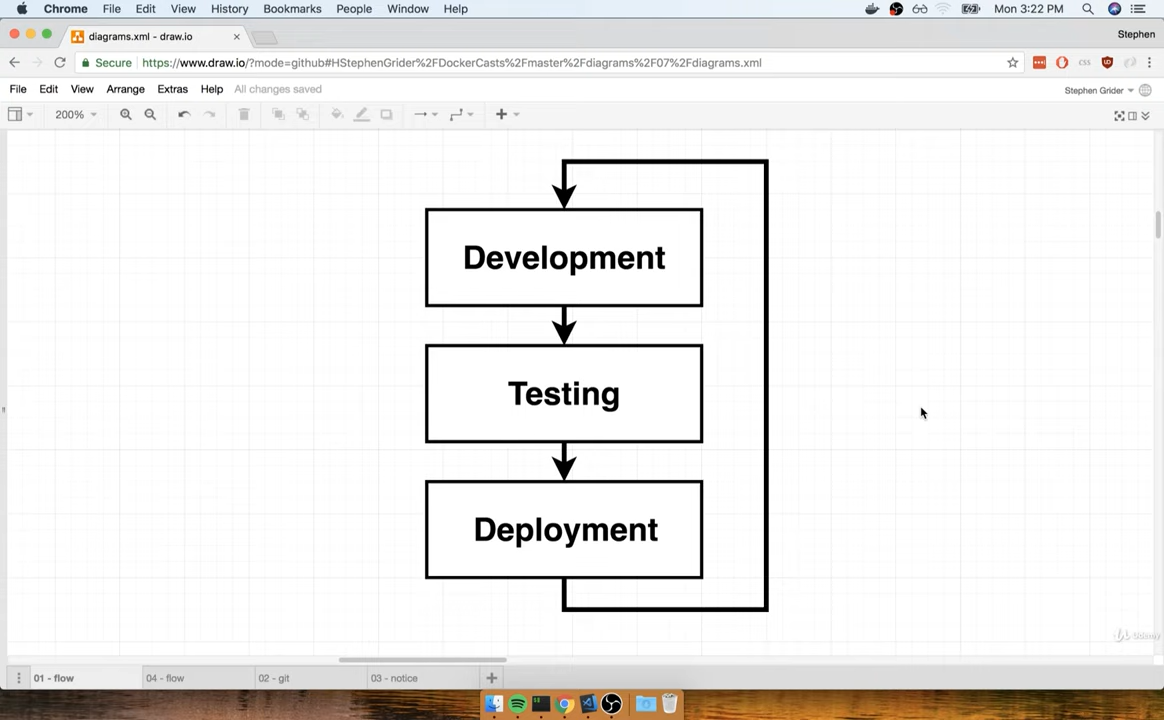 Chrome File Edit View History Bookmarks People Window Help Mon 3:22 PM
diagrams.xml - draw.io Stephen
Secure https://www.draw.io/?mode=github#HStephenGrider%2FDockerCasts%2Fmaster%2Fdiagrams%2F07%2Fdiagrams.xml
File Edit View Arrange Extras Help All changes saved Stephen Grider
200%
Development
Testing
Deployment
Udemy
01 - flow 04 - flow 02 - git 03 - notice